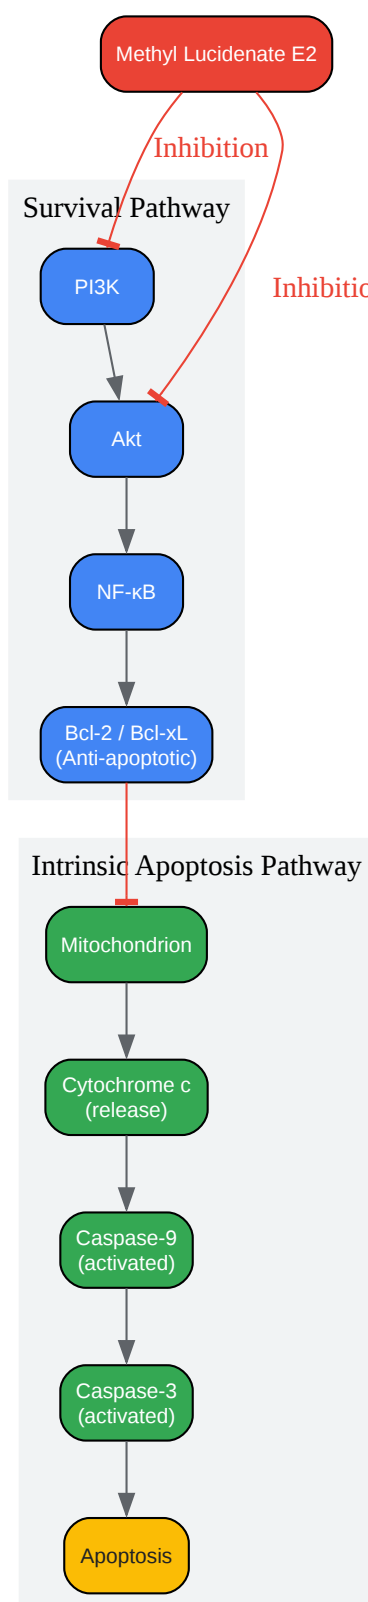 Methyl Lucidenate E2
Inhibition
Survival Pathway
PI3K
Inhibitio
Akt
NF-κB
Bcl-2 / Bcl-xL
(Anti-apoptotic)
Intrinsic Apoptosis Pathway
Mitochondrion
Cytochrome c
(release)
Caspase-9
(activated)
Caspase-3
(activated)
Apoptosis